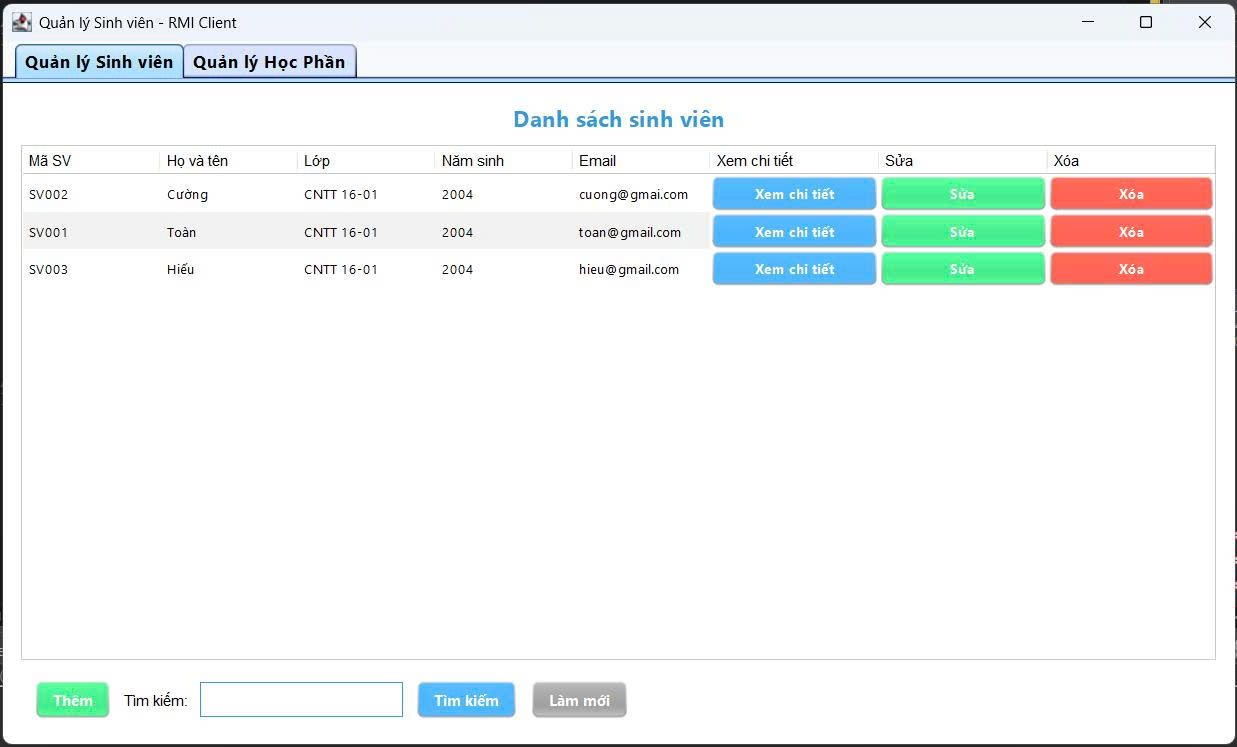 Quản lý Sinh viên - RMI Client
Quản lý Sinh viên Quản lý Học Phần
Danh sách sinh viên
Mã SV Họ và tên Lớp Năm sinh Email Xem chi tiết Sửa Xóa
SV002 Cường CNTT 16-01 2004 cuong@gmai.com Xem chi tiết Sửa Xóa
SV001 Toàn CNTT 16-01 2004 toan@gmail.com Xem chi tiết Sửa Xóa
SV003 Hiếu CNTT 16-01 2004 hieu@gmail.com Xem chi tiết Sửa Xóa
Thêm Tìm kiếm: Tìm kiếm Làm mới